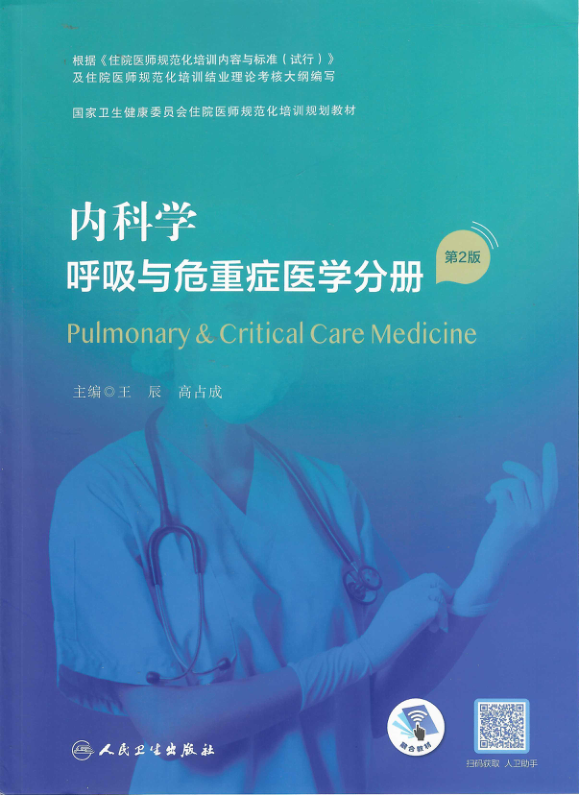 根据《住院医师规范化培训内容与标准（试行）》
及住院医师规范化培训结业理论考核大纲编写
国家卫生健康委员会住院医师规范化培训规划教材
内科学
呼吸与危重症医学分册
第2版
Pulmonary & Critical Care Medicine
主编◎王 辰 高占成
人民卫生出版社
融合教材
扫码获取 人卫助手